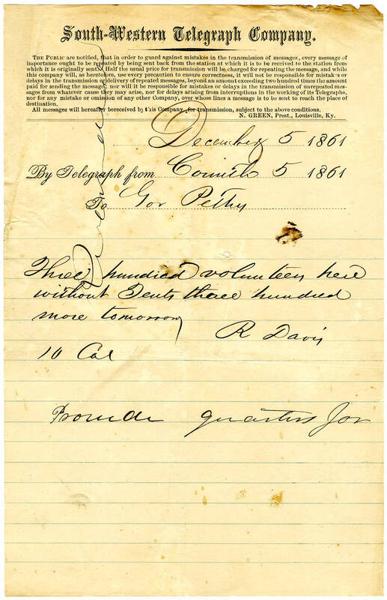 South-Western Telegraph Company.
THE PUBLIC are notified, that in order to guard against mistakes in the transmission of messages, every message of
importance ought to be repeated by being sent back from the station at which it is to be received to the station from
which it is originally sent. Half the usual price for transmission will be charged for repeating the message, and while
this company will, as heretofore, use every precaution to ensure correctness, it will not be responsible for mistakes or
delays in the transmission or delivery of repeated messages, beyond an amount exceeding two hundred times the amount
paid for sending the message; nor will it be responsible for mistakes or delays in the transmission of unrepeated messages
from whatever cause they may arise, nor for delays arising from interruptions in the working of its Telegraphs,
nor for any mistake or omission of any other Company, over whose lines a message is to be sent to reach the place of
destination.
All messages will hereafter be received by this Company, for transmission, subject to the above conditions.
N. GREEN, Prest., Louisville, Ky.
December 5 1861
By Telegraph from Corinth 5 1861
To Gov Pettus
Three hundred volunteers here
without Tents three hundred
more tomorrow
R Davis
10 Col
Provide quarters for